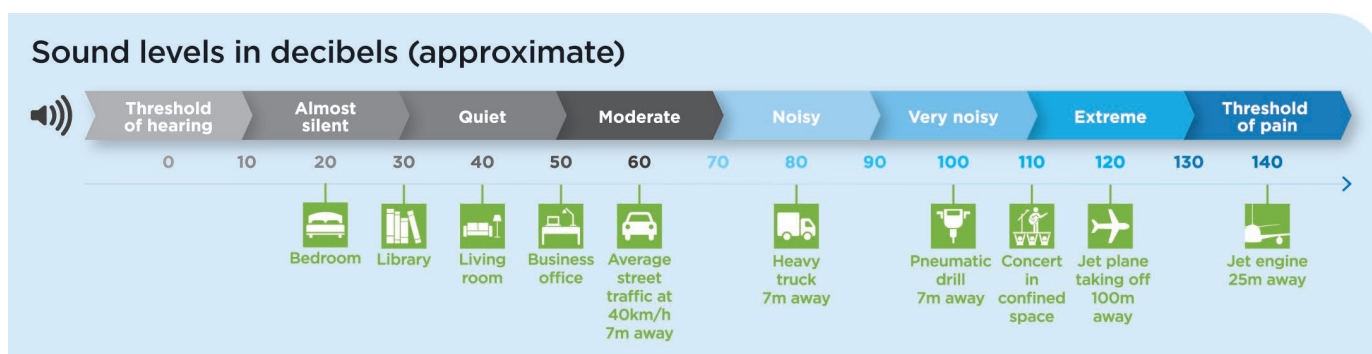 Sound levels in decibels (approximate)
Threshold of hearing
Almost silent
Quiet
Moderate
Noisy
Very noisy
Extreme
Threshold of pain
0 10 20 30 40 50 60 70 80 90 100 110 120 130 140
Bedroom
Library
Living
room
Business
office
Average
street
traffic at
40km/h
7m away
Heavy
truck
7m away
Pneumatic
drill
7m away
Concert
in
confined
space
Jet plane
taking off
100m
away
Jet engine
25m away